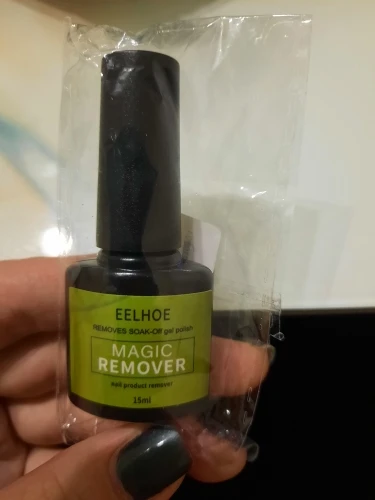 EELHOE
REMOVES SOAK-Off gel polish
MAGIC
REMOVER
nail product remover
15ml